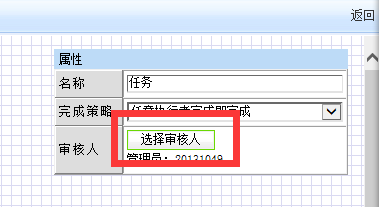 返回
属性
名称 任务
完成策略 任意执行者完成即完成
审核人 选择审核人
管理员: 20121049